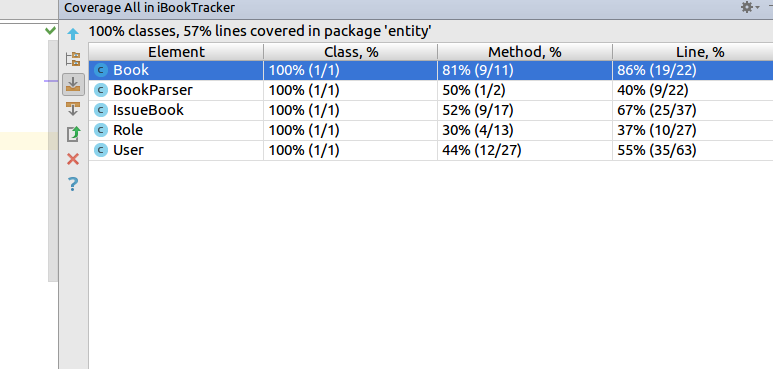 Coverage All in iBookTracker
100% classes, 57% lines covered in package 'entity'
Element Class, % Method, % Line, %
Book 100% (1/1) 81% (9/11) 86% (19/22)
BookParser 100% (1/1) 50% (1/2) 40% (9/22)
IssueBook 100% (1/1) 52% (9/17) 67% (25/37)
Role 100% (1/1) 30% (4/13) 37% (10/27)
User 100% (1/1) 44% (12/27) 55% (35/63)